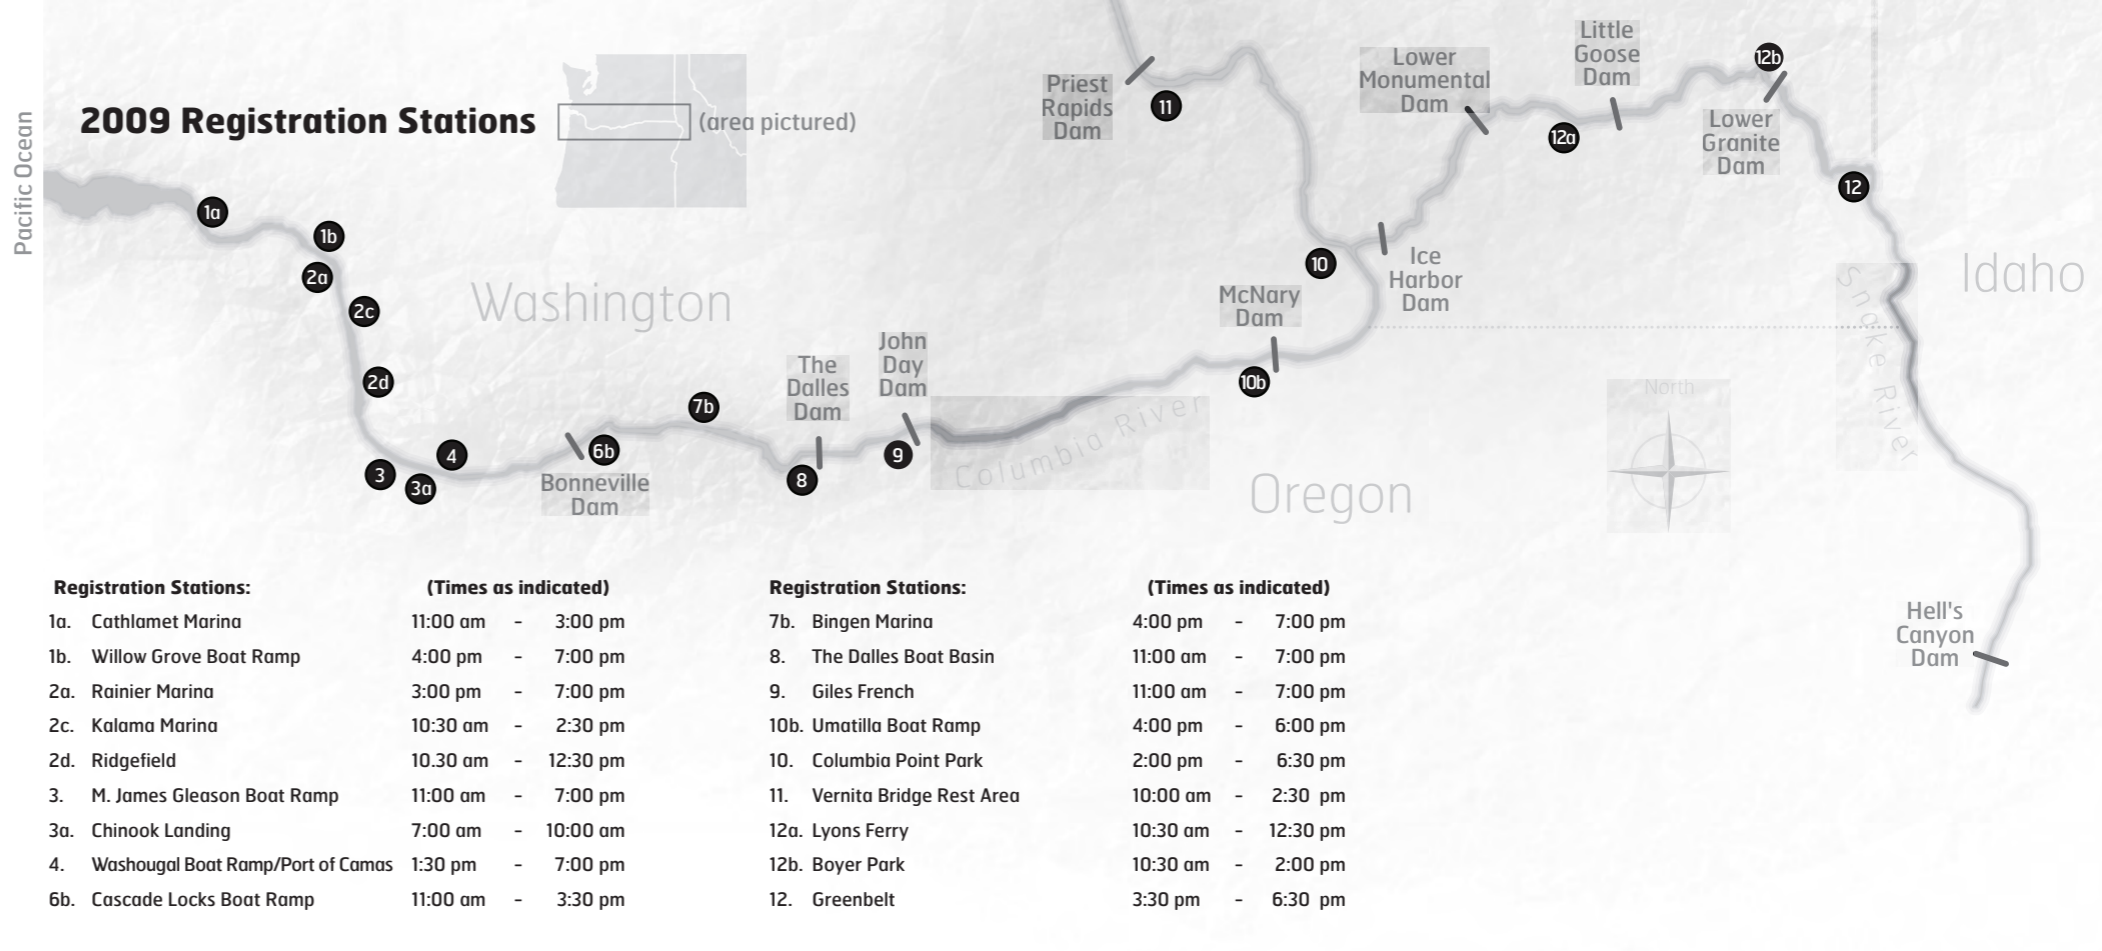 2009 Registration Stations
(area pictured)
Pacific Ocean
Priest
Rapids
Dam
11
Lower
Monumental
Dam
Little
Goose
Dam
12b
12a
Lower
Granite
Dam
12
1a
1b
2a
2c
2d
Washington
10
Ice
Harbor
Dam
McNary
Dam
10b
Idaho
Snake River
North
John
Day
Dam
The
Dalles
Dam
7b
3
3a
4
6b
Bonneville
Dam
8
9
Columbia River
Oregon
Hell's
Canyon
Dam
Registration Stations: (Times as indicated)
1a. Cathlamet Marina 11:00 am - 3:00 pm
1b. Willow Grove Boat Ramp 4:00 pm - 7:00 pm
2a. Rainier Marina 3:00 pm - 7:00 pm
2c. Kalama Marina 10:30 am - 2:30 pm
2d. Ridgefield 10.30 am - 12:30 pm
3. M. James Gleason Boat Ramp 11:00 am - 7:00 pm
3a. Chinook Landing 7:00 am - 10:00 am
4. Washougal Boat Ramp/Port of Camas 1:30 pm - 7:00 pm
6b. Cascade Locks Boat Ramp 11:00 am - 3:30 pm
Registration Stations: (Times as indicated)
7b. Bingen Marina 4:00 pm - 7:00 pm
8. The Dalles Boat Basin 11:00 am - 7:00 pm
9. Giles French 11:00 am - 7:00 pm
10b. Umatilla Boat Ramp 4:00 pm - 6:00 pm
10. Columbia Point Park 2:00 pm - 6:30 pm
11. Vernita Bridge Rest Area 10:00 am - 2:30 pm
12a. Lyons Ferry 10:30 am - 12:30 pm
12b. Boyer Park 10:30 am - 2:00 pm
12. Greenbelt 3:30 pm - 6:30 pm